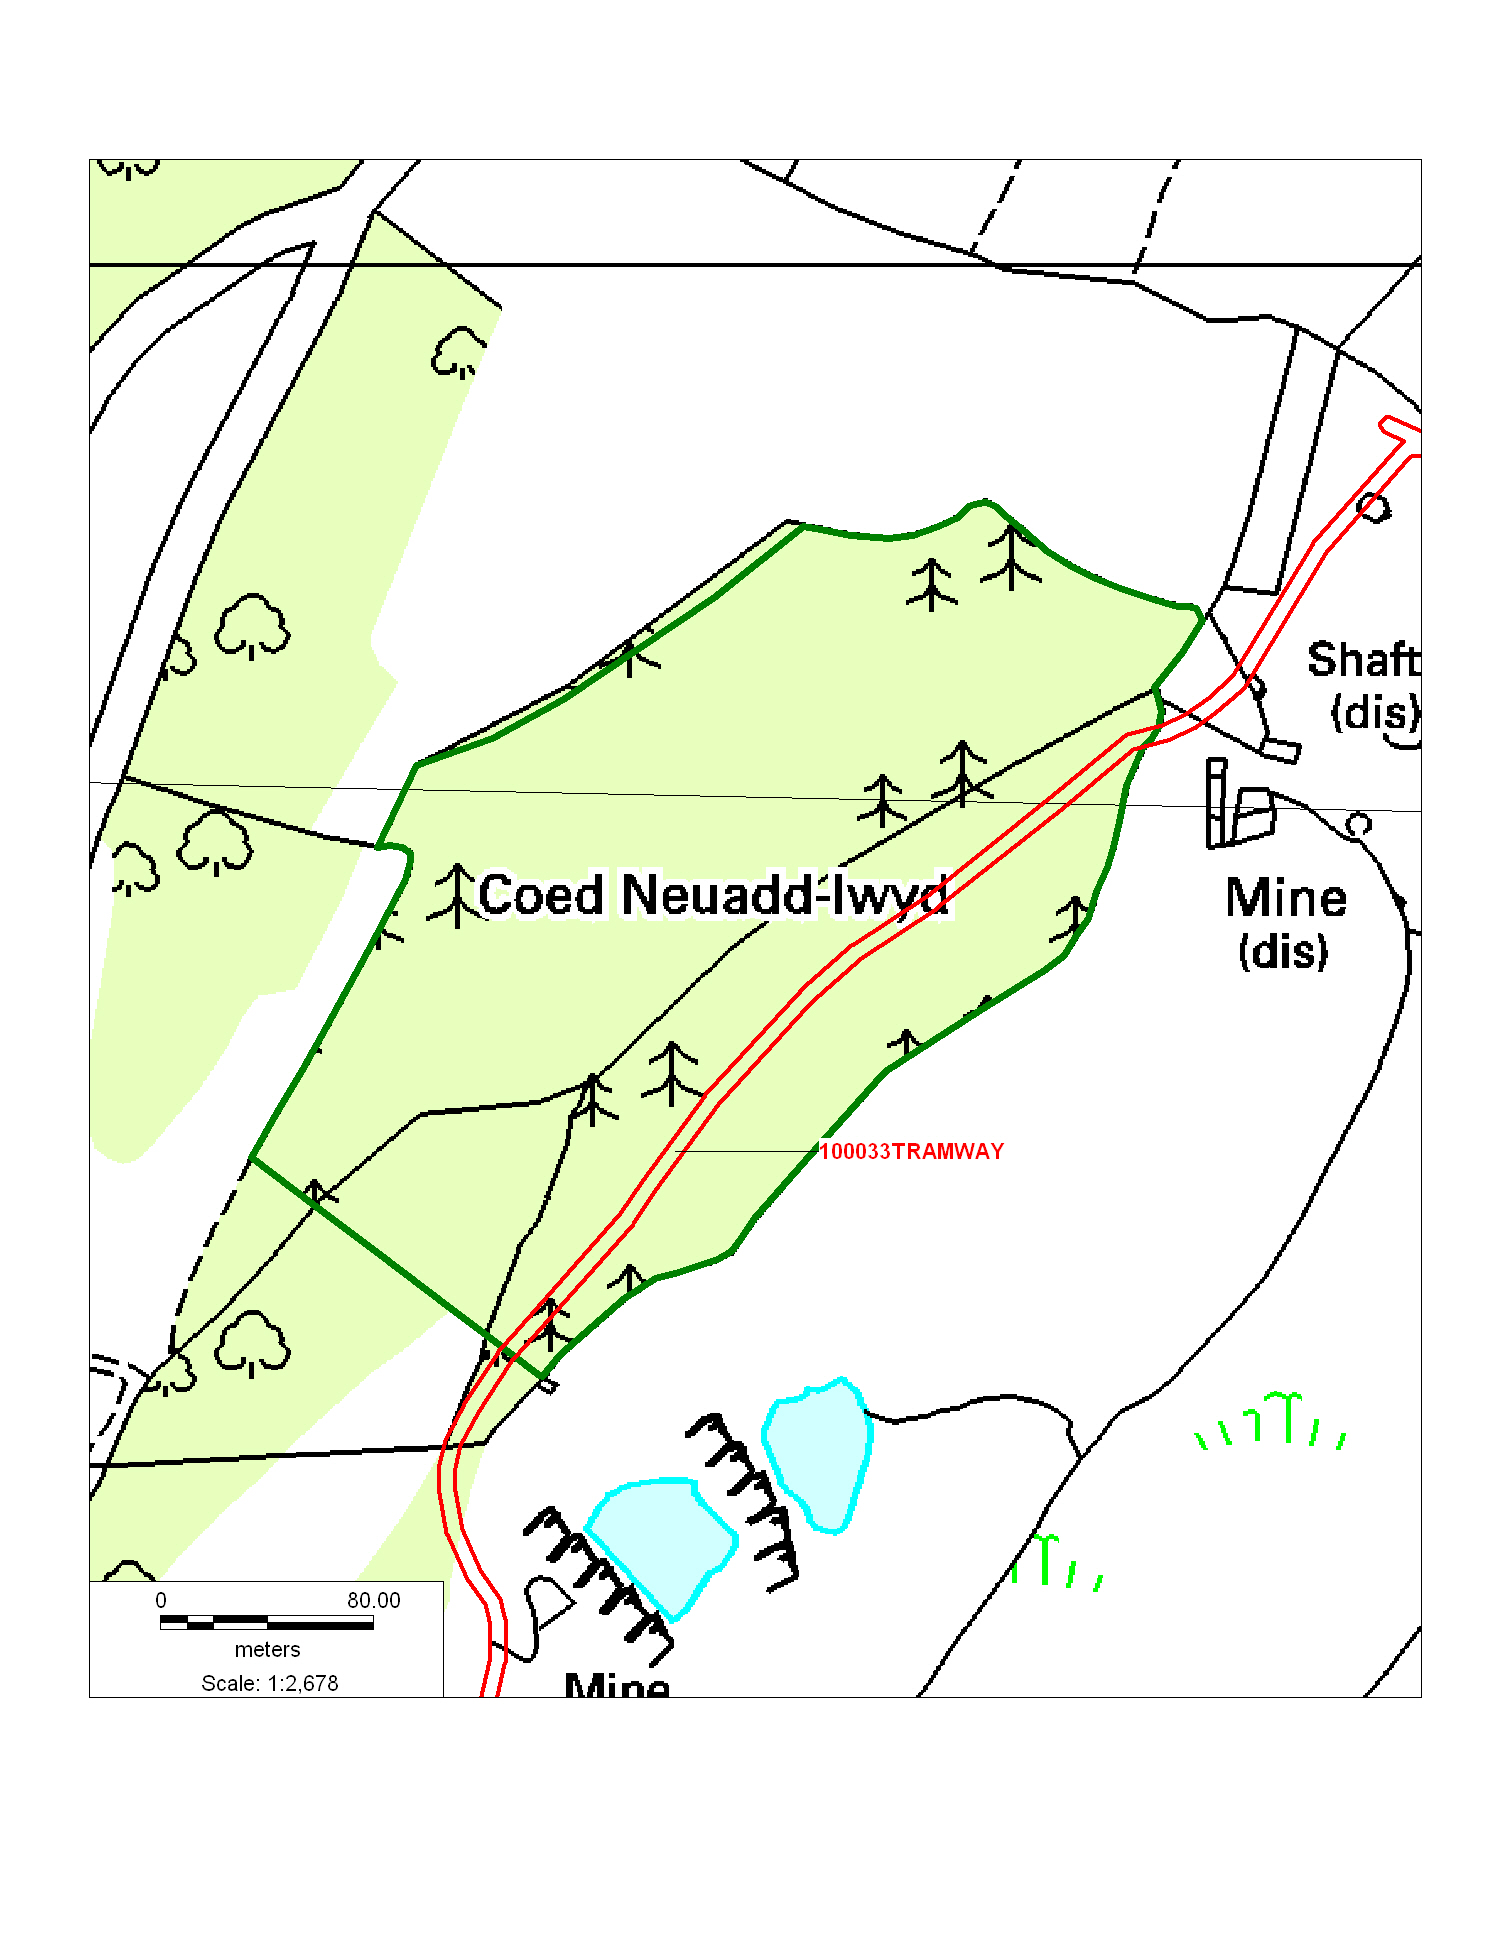 Shaft
(dis)
Coed Neuadd-lwyd
Mine
(dis)
100033TRAMWAY
0 80.00
meters
Scale: 1:2,678
Mine